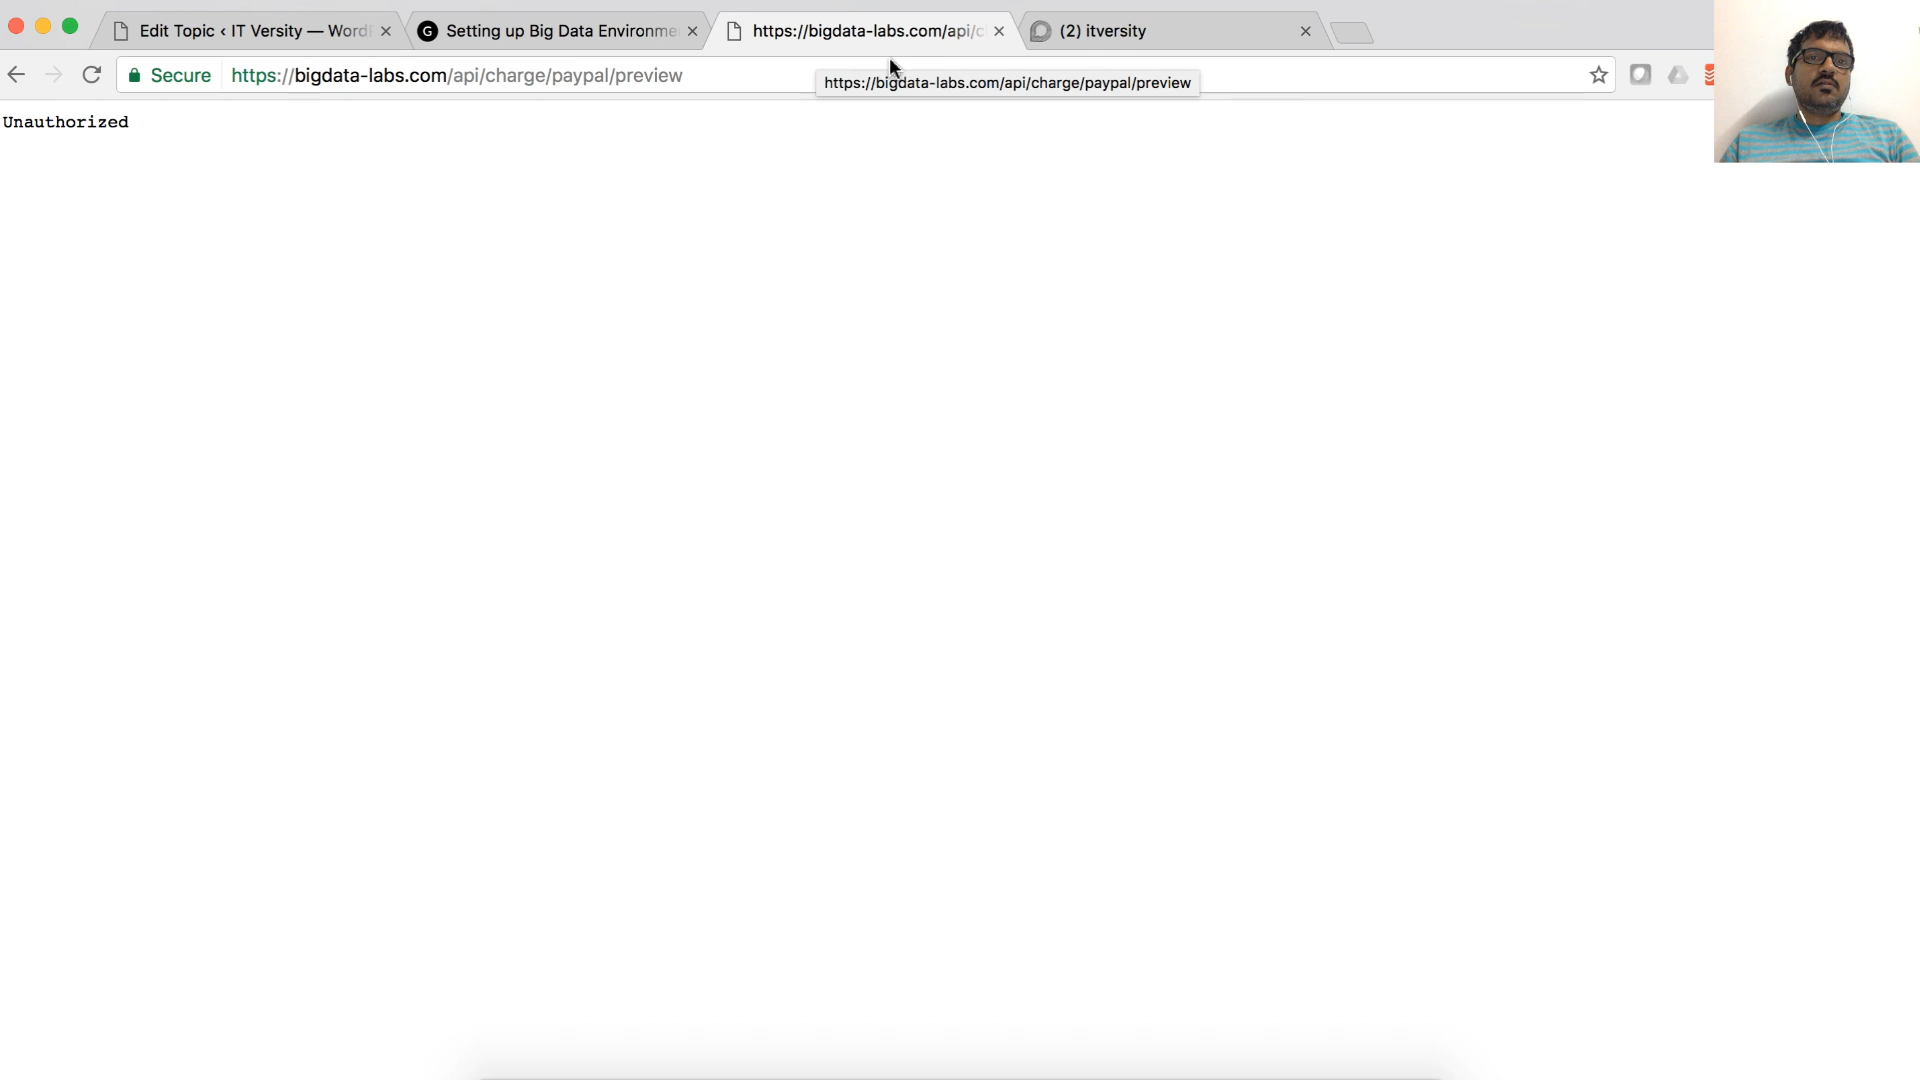 Edit Topic ‹ IT Versity — Word
Setting up Big Data Environme
https://bigdata-labs.com/api/c
(2) itversity
Secure
https://bigdata-labs.com/api/charge/paypal/preview
https://bigdata-labs.com/api/charge/paypal/preview
Unauthorized